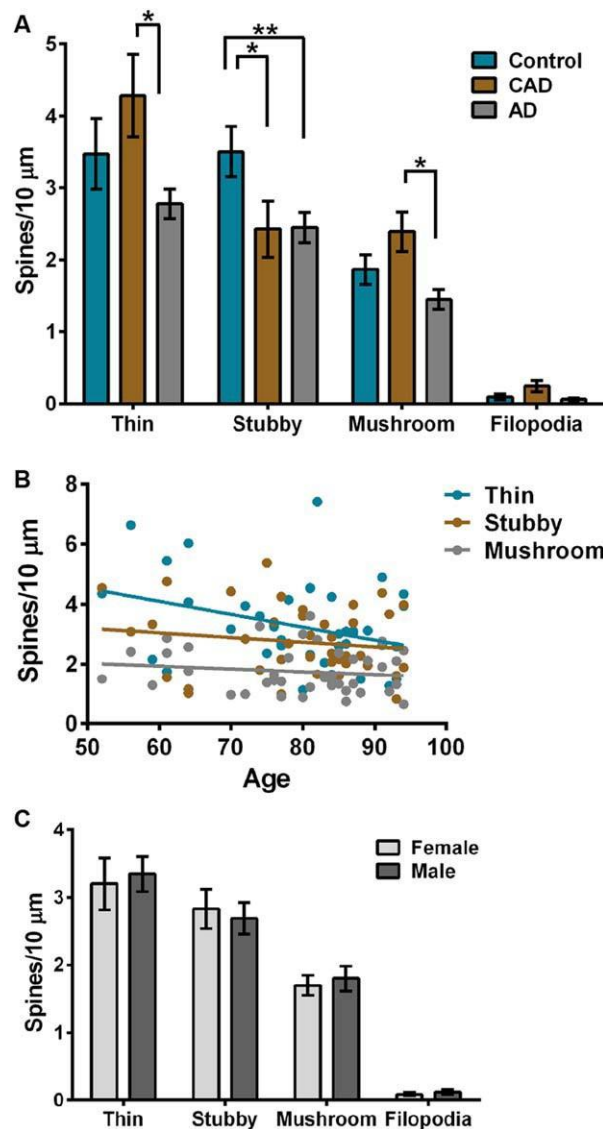 A
*
**
*
*
Control
CAD
AD
Spines/10 μm
5
4
3
2
1
0
Thin Stubby Mushroom Filopodia
B
Thin
Stubby
Mushroom
Spines/10 μm
8
6
4
2
0
50 60 70 80 90 100
Age
C
Female
Male
Spines/10 μm
4
3
2
1
0
Thin Stubby Mushroom Filopodia